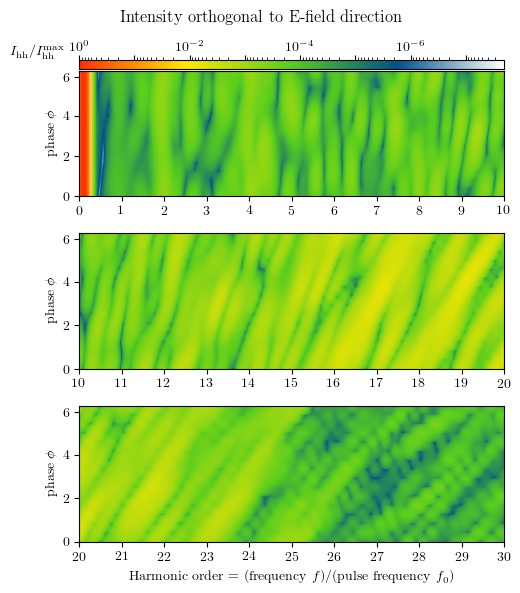 Intensity orthogonal to E-field direction
I_hh/I_hh^max 10^0 10^−2 10^−4 10^−6
6
4
2
0
phase ϕ
0 1 2 3 4 5 6 7 8 9 10
6
4
2
0
phase ϕ
10 11 12 13 14 15 16 17 18 19 20
6
4
2
0
phase ϕ
20 21 22 23 24 25 26 27 28 29 30
Harmonic order = (frequency f)/(pulse frequency f_0)